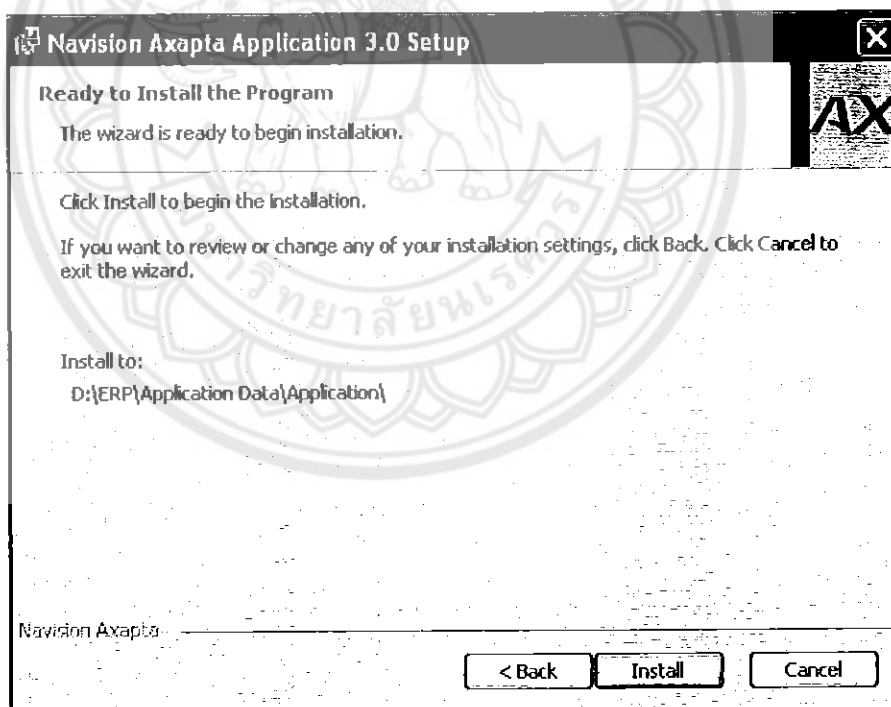 Navision Axapta Application 3.0 Setup
Ready to Install the Program
The wizard is ready to begin installation.
AX
Click Install to begin the installation.
If you want to review or change any of your installation settings, click Back. Click Cancel to
exit the wizard.
Install to:
D:\ERP\Application Data\Application\
Navision Axapta
< Back
Install
Cancel